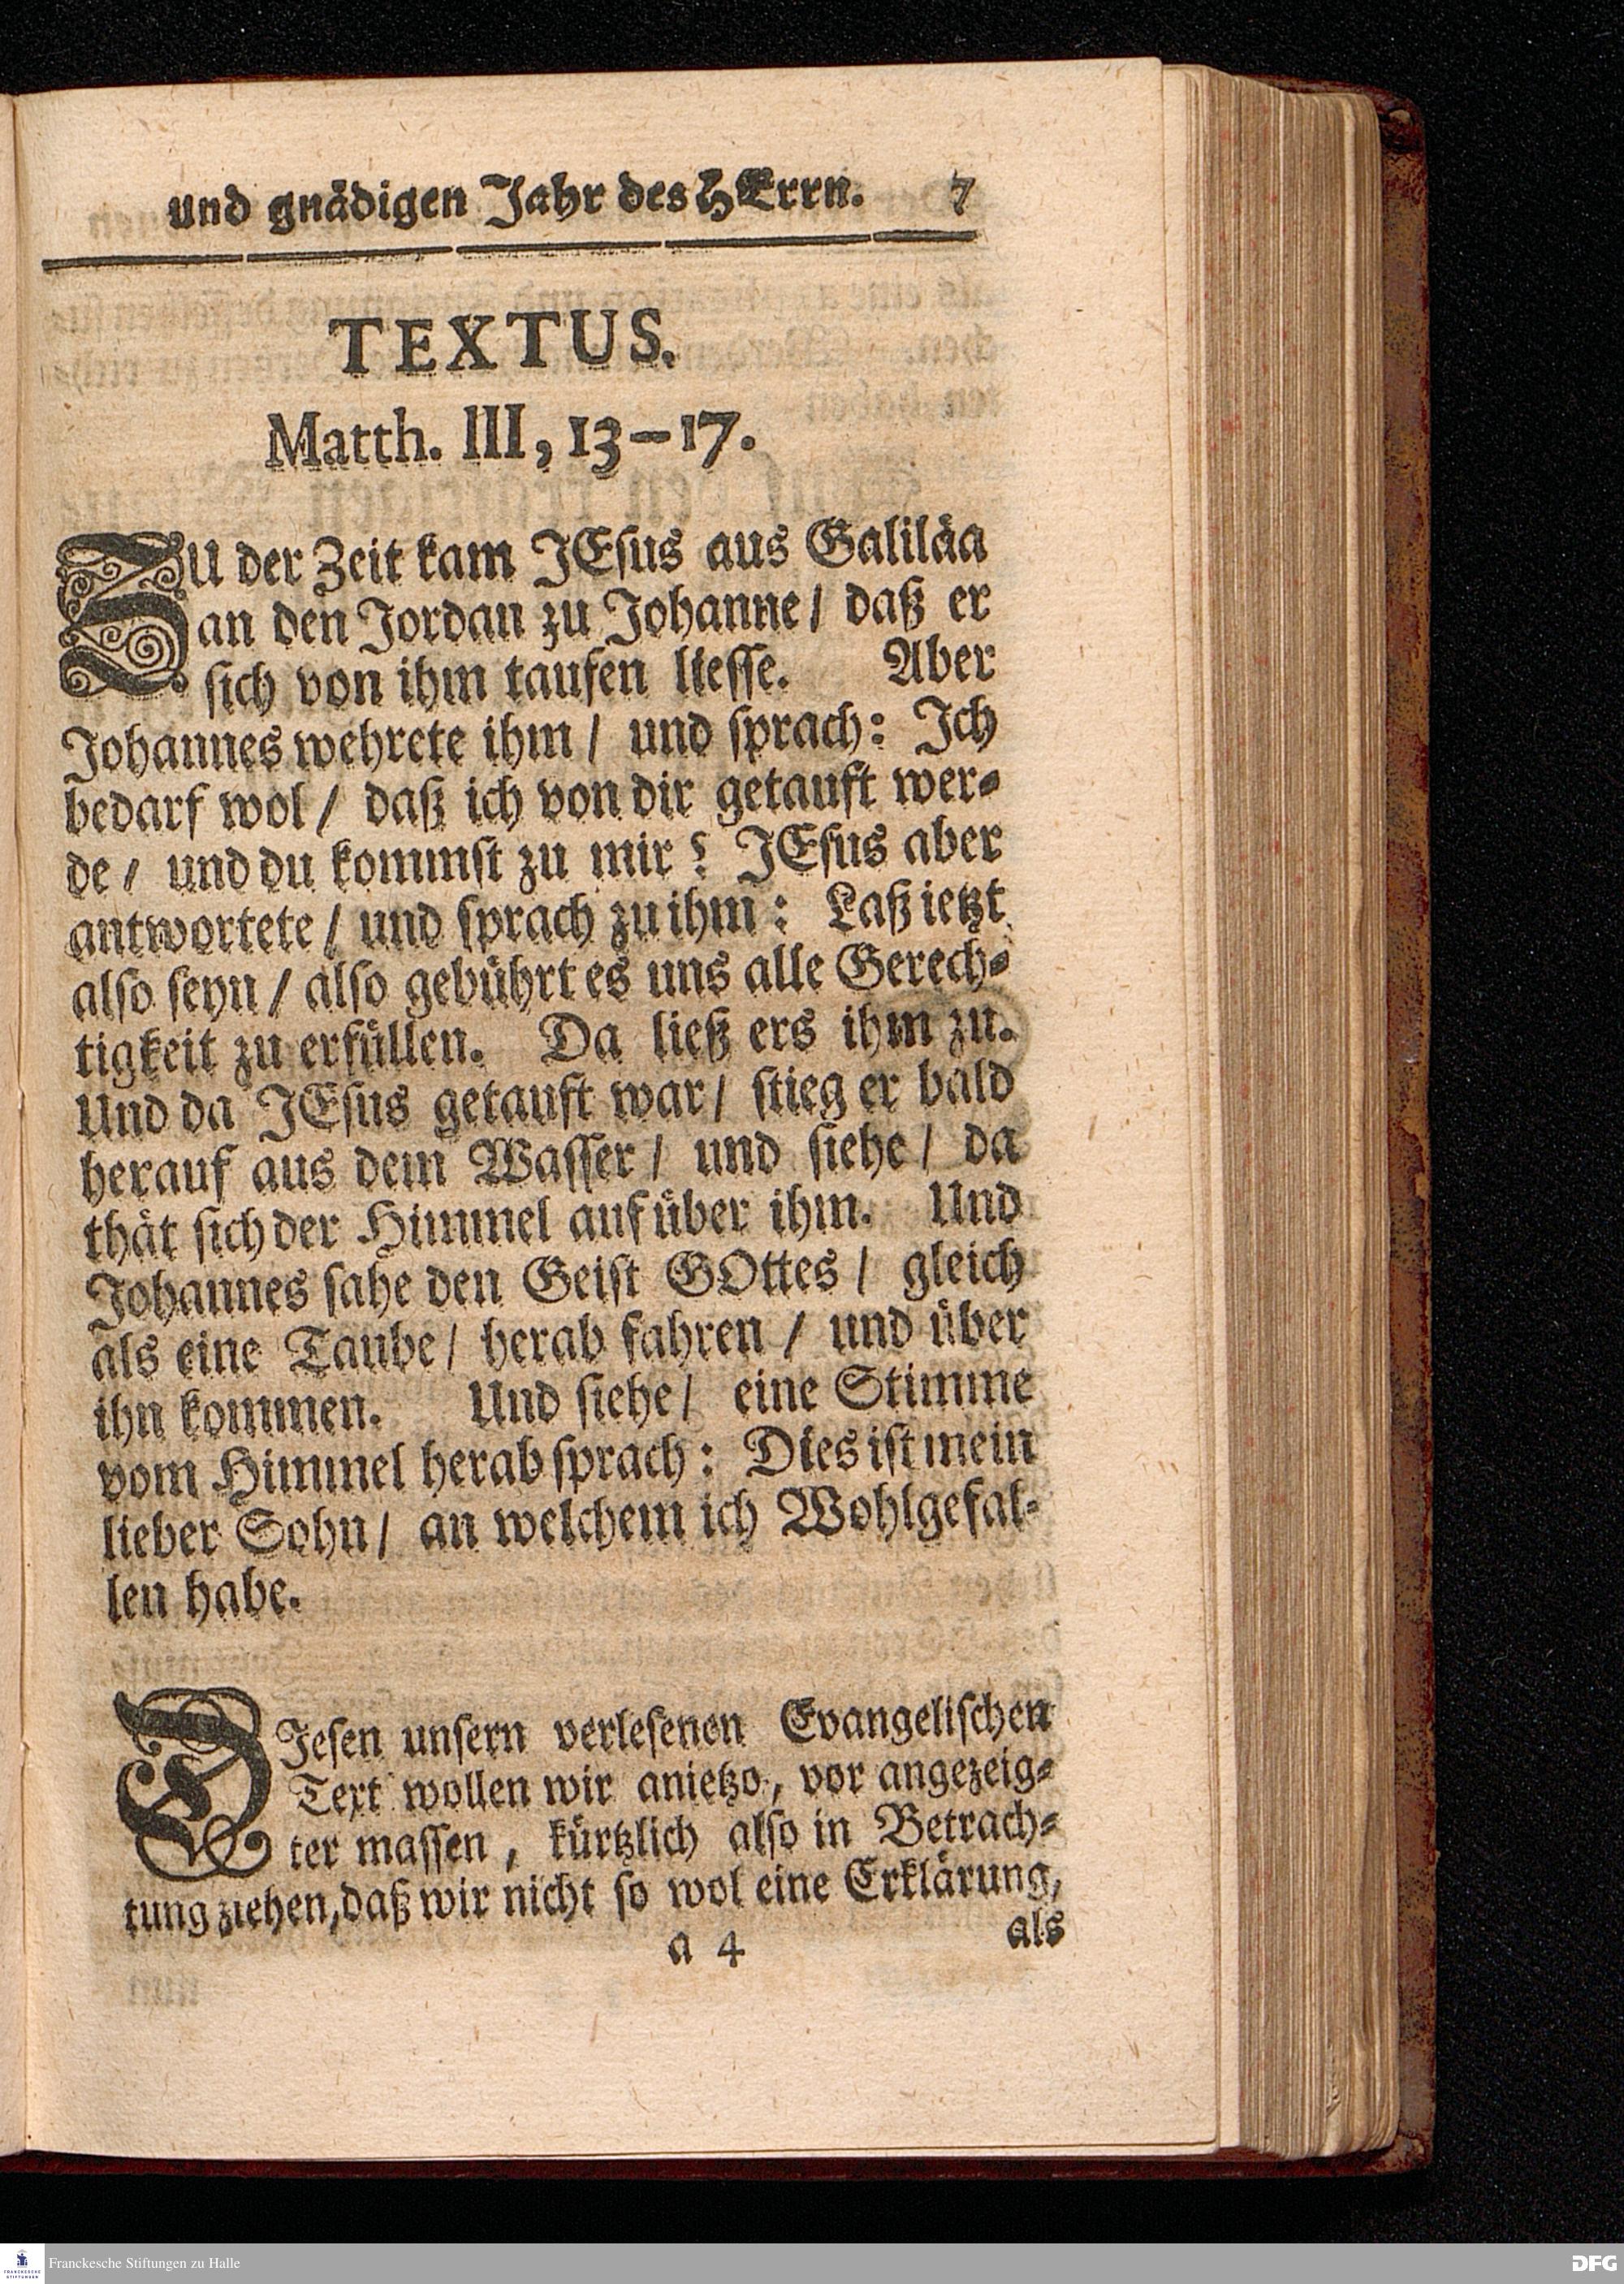 und gnädigen Jahr des HErrn. 7
TEXTUS.
Matth. III, 13-17.
ZU der Zeit kam JEsus aus Galiläa
an den Jordan zu Johanne / daß er
sich von ihm taufen liesse. Aber
Johannes wehrete ihm / und sprach: Ich
bedarf wol / daß ich von dir getauft wer-
de / und du kommst zu mir? JEsus aber
antwortete / und sprach zu ihm: Laß ietzt
also seyn / also gebührt es uns alle Gerech-
tigkeit zu erfüllen. Da ließ ers ihm zu.
Und da JEsus getauft war / stieg er bald
herauf aus dem Wasser / und siehe / da
thät sich der Himmel auf über ihm. Und
Johannes sahe den Geist GOttes / gleich
als eine Taube / herab fahren / und über
ihn kommen. Und siehe / eine Stimme
vom Himmel herab sprach: Dies ist mein
lieber Sohn / an welchem ich Wohlgefal-
len habe.
DIesen unsern verlesenen Evangelischen
Text wollen wir anietzo, vor angezeig-
ter massen, kürtzlich also in Betrach-
tung ziehen, daß wir nicht so wol eine Erklärung,
a 4 als
FRANCKESCHE STIFTUNGEN
Franckesche Stiftungen zu Halle
DFG